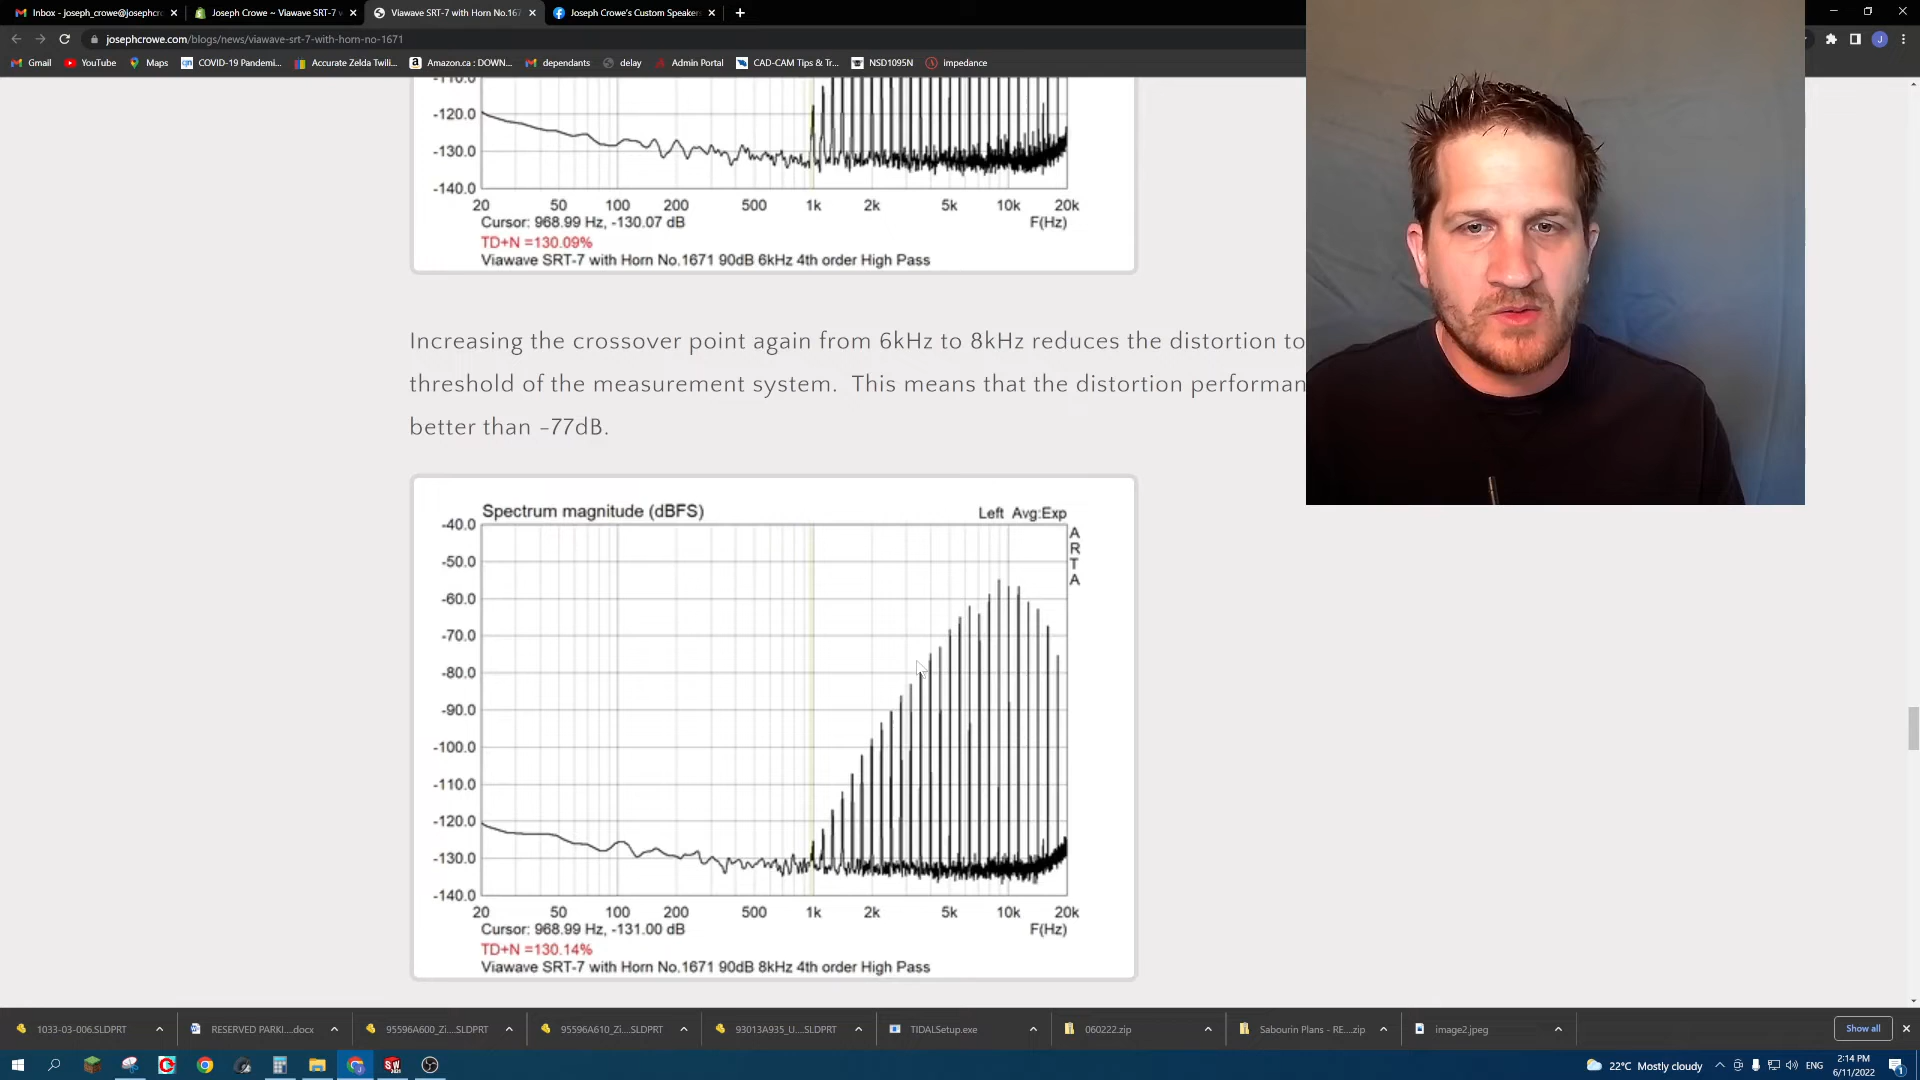 Inbox - joseph_crowe@josephcr
Joseph Crowe ~ Viawave SRT-7 v
Viawave SRT-7 with Horn No.167
Joseph Crowe's Custom Speakers
josephcrowe.com/blogs/news/viawave-srt-7-with-horn-no-1671
Gmail
YouTube
Maps
COVID-19 Pandemi...
Accurate Zelda Twili...
Amazon.ca : DOWN...
dependants
delay
Admin Portal
CAD-CAM Tips & Tr...
NSD1095N
impedance
-110.0
-120.0
-130.0
-140.0
20 50 100 200 500 1k 2k 5k 10k 20k
Cursor: 968.99 Hz, -130.07 dB F(Hz)
TD+N =130.09%
Viawave SRT-7 with Horn No.1671 90dB 6kHz 4th order High Pass
Increasing the crossover point again from 6kHz to 8kHz reduces the distortion to
threshold of the measurement system. This means that the distortion performan
better than -77dB.
Spectrum magnitude (dBFS) Left Avg:Exp
-40.0
-50.0
-60.0
-70.0
-80.0
-90.0
-100.0
-110.0
-120.0
-130.0
-140.0
A
R
T
A
20 50 100 200 500 1k 2k 5k 10k 20k
Cursor: 968.99 Hz, -131.00 dB F(Hz)
TD+N =130.14%
Viawave SRT-7 with Horn No.1671 90dB 8kHz 4th order High Pass
1033-03-006.SLDPRT
RESERVED PARKI....docx
95596A600_Zi....SLDPRT
95596A610_Zi....SLDPRT
93013A935_U....SLDPRT
TIDALSetup.exe
060222.zip
Sabourin Plans - RE....zip
image2.jpeg
Show all
22°C Mostly cloudy
ENG
2:14 PM
6/11/2022